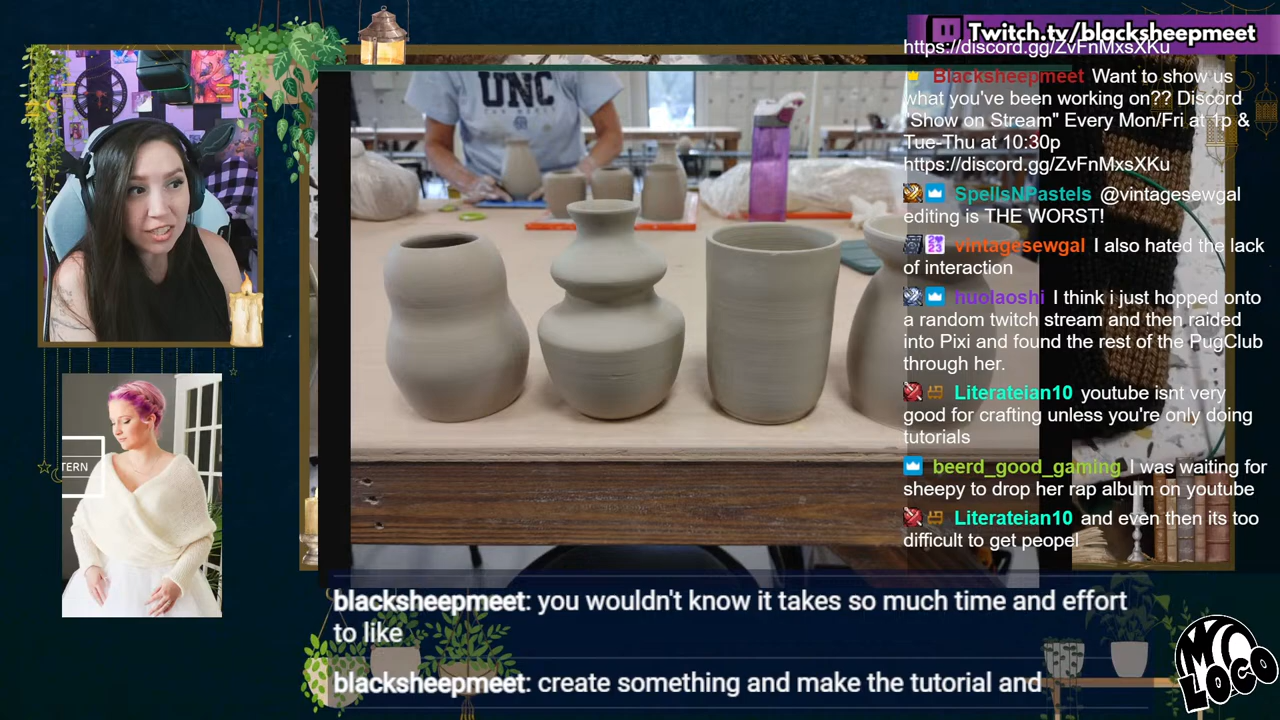 Twitch.tv/blacksheepmeet
https://discord.gg/ZvFnMxsXKu
Blacksheepmeet Want to show us
what you've been working on?? Discord
"Show on Stream" Every Mon/Fri at 1p &
Tue-Thu at 10:30p
https://discord.gg/ZvFnMxsXKu
SpellsNPastels @vintagesewgal
editing is THE WORST!
vintagesewgal I also hated the lack
of interaction
huolaoshi I think i just hopped onto
a random twitch stream and then raided
into Pixi and found the rest of the PugClub
through her.
Literateian10 youtube isnt very
good for crafting unless you're only doing
tutorials
beerd_good_gaming I was waiting for
sheepy to drop her rap album on youtube
Literateian10 and even then its too
difficult to get peopel
UNC
TERN
blacksheepmeet: you wouldn't know it takes so much time and effort
to like
blacksheepmeet: create something and make the tutorial and
MC
LOCO